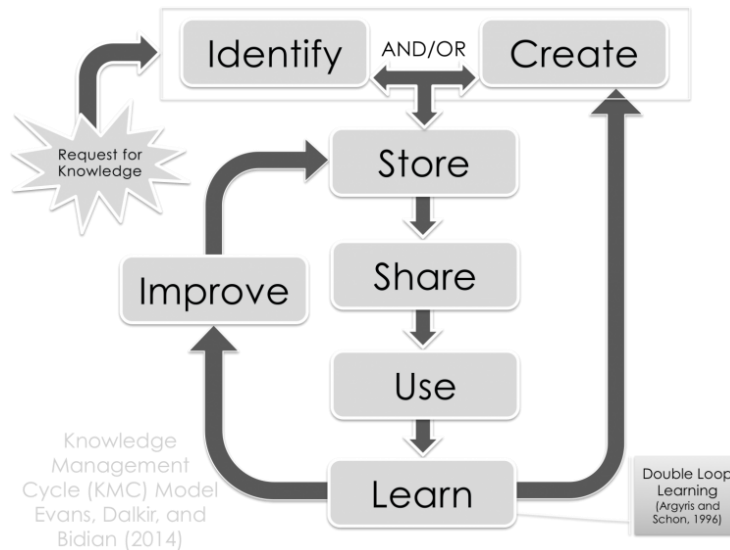 Identify
AND/OR
Create
Request for
Knowledge
Store
Share
Improve
Use
Learn
Knowledge
Management
Cycle (KMC) Model
Evans, Dalkir, and
Bidian (2014)
Double Loop
Learning
(Argyris and
Schon, 1996)